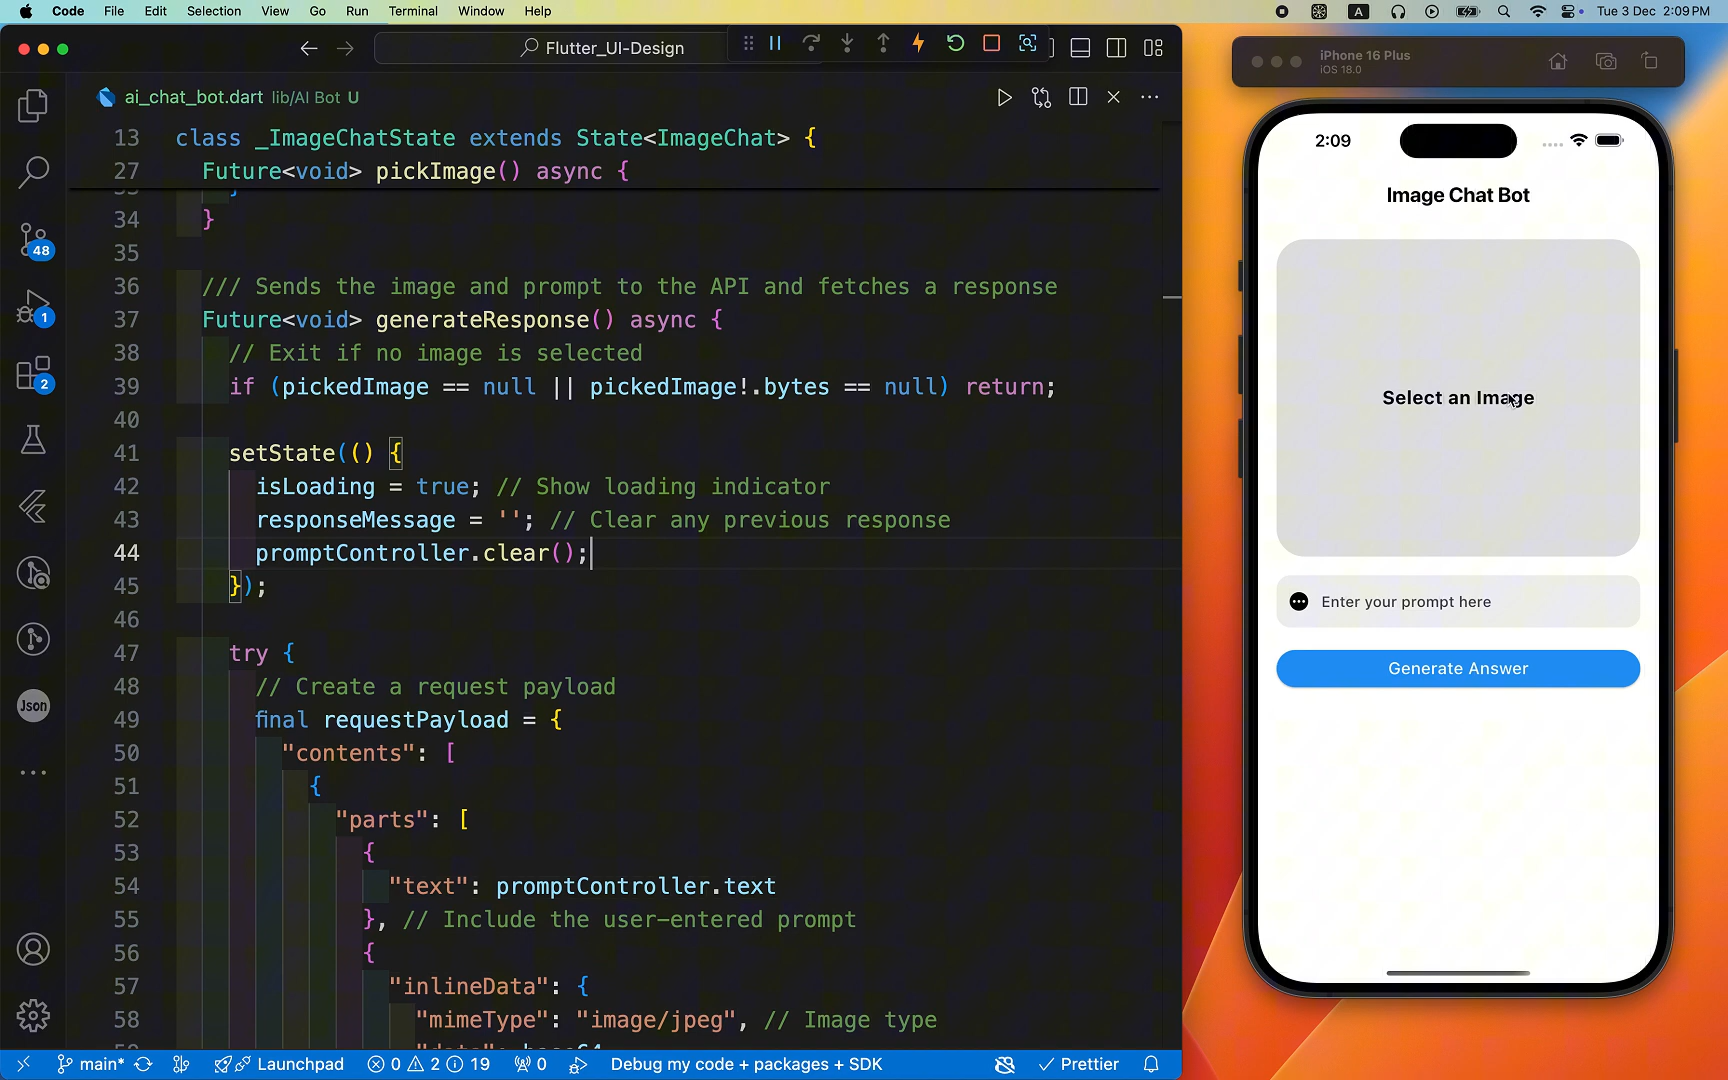 Code File Edit Selection View Go Run Terminal Window Help
A
Tue 3 Dec 2:09 PM
Flutter_UI-Design
ai_chat_bot.dart lib/AI Bot U
13 class _ImageChatState extends State<ImageChat> {
27 Future<void> pickImage() async {
34 }
35
36 /// Sends the image and prompt to the API and fetches a response
37 Future<void> generateResponse() async {
38 // Exit if no image is selected
39 if (pickedImage == null || pickedImage!.bytes == null) return;
40
41 setState(() {
42 isLoading = true; // Show loading indicator
43 responseMessage = ''; // Clear any previous response
44 promptController.clear();
45 });
46
47 try {
48 // Create a request payload
49 final requestPayload = {
50 "contents": [
51 {
52 "parts": [
53 {
54 "text": promptController.text
55 }, // Include the user-entered prompt
56 {
57 "inlineData": {
58 "mimeType": "image/jpeg", // Image type
48
1
2
Json
main* Launchpad 0 2 19 0 Debug my code + packages + SDK Prettier
iPhone 16 Plus
iOS 18.0
2:09
Image Chat Bot
Select an Image
Enter your prompt here
Generate Answer